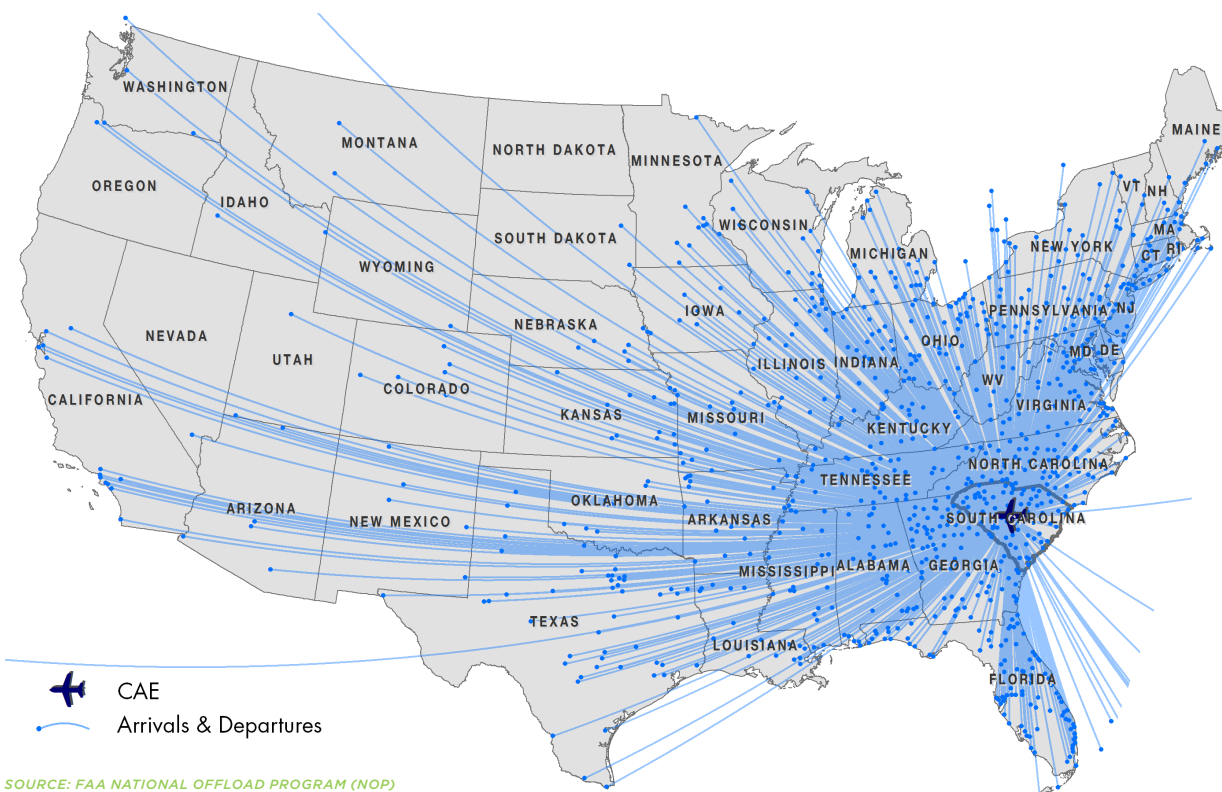 WASHINGTON
MAINE
MONTANA
NORTH DAKOTA
MINNESOTA
OREGON
VT
NH
IDAHO
WISCONSIN
MA
SOUTH DAKOTA
NEW YORK
MICHIGAN
CT
RI
WYOMING
IOWA
PENNSYLVANIA
NJ
NEBRASKA
NEVADA
OHIO
MD
DE
UTAH
ILLINOIS
INDIANA
COLORADO
WV
CALIFORNIA
VIRGINIA
KANSAS
MISSOURI
KENTUCKY
NORTH CAROLINA
TENNESSEE
OKLAHOMA
ARIZONA
NEW MEXICO
ARKANSAS
SOUTH CAROLINA
MISSISSIPPI
ALABAMA
GEORGIA
TEXAS
LOUISIANA
FLORIDA
CAE
Arrivals & Departures
SOURCE: FAA NATIONAL OFFLOAD PROGRAM (NOP)